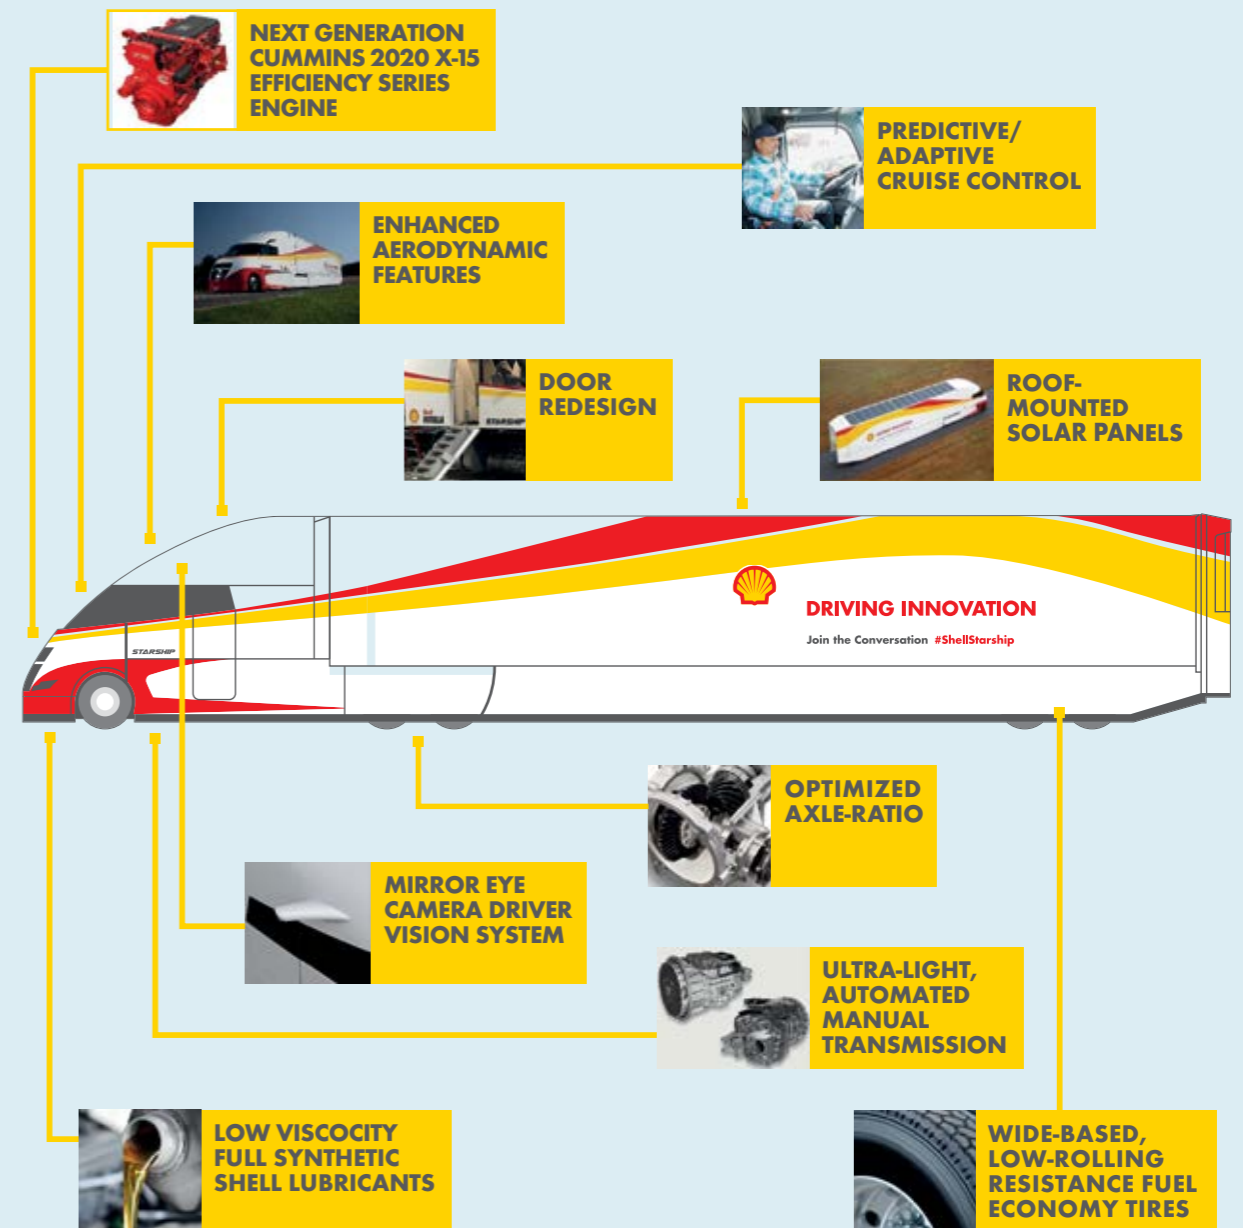 NEXT GENERATION
CUMMINS 2020 X-15
EFFICIENCY SERIES
ENGINE
PREDICTIVE/
ADAPTIVE
CRUISE CONTROL
ENHANCED
AERODYNAMIC
FEATURES
DOOR
REDESIGN
STARSHIP
ROOF-
MOUNTED
SOLAR PANELS
DRIVING INNOVATION
Join the Conversation #ShellStarship
STARSHIP
OPTIMIZED
AXLE-RATIO
MIRROR EYE
CAMERA DRIVER
VISION SYSTEM
ULTRA-LIGHT,
AUTOMATED
MANUAL
TRANSMISSION
LOW VISCOCITY
FULL SYNTHETIC
SHELL LUBRICANTS
WIDE-BASED,
LOW-ROLLING
RESISTANCE FUEL
ECONOMY TIRES